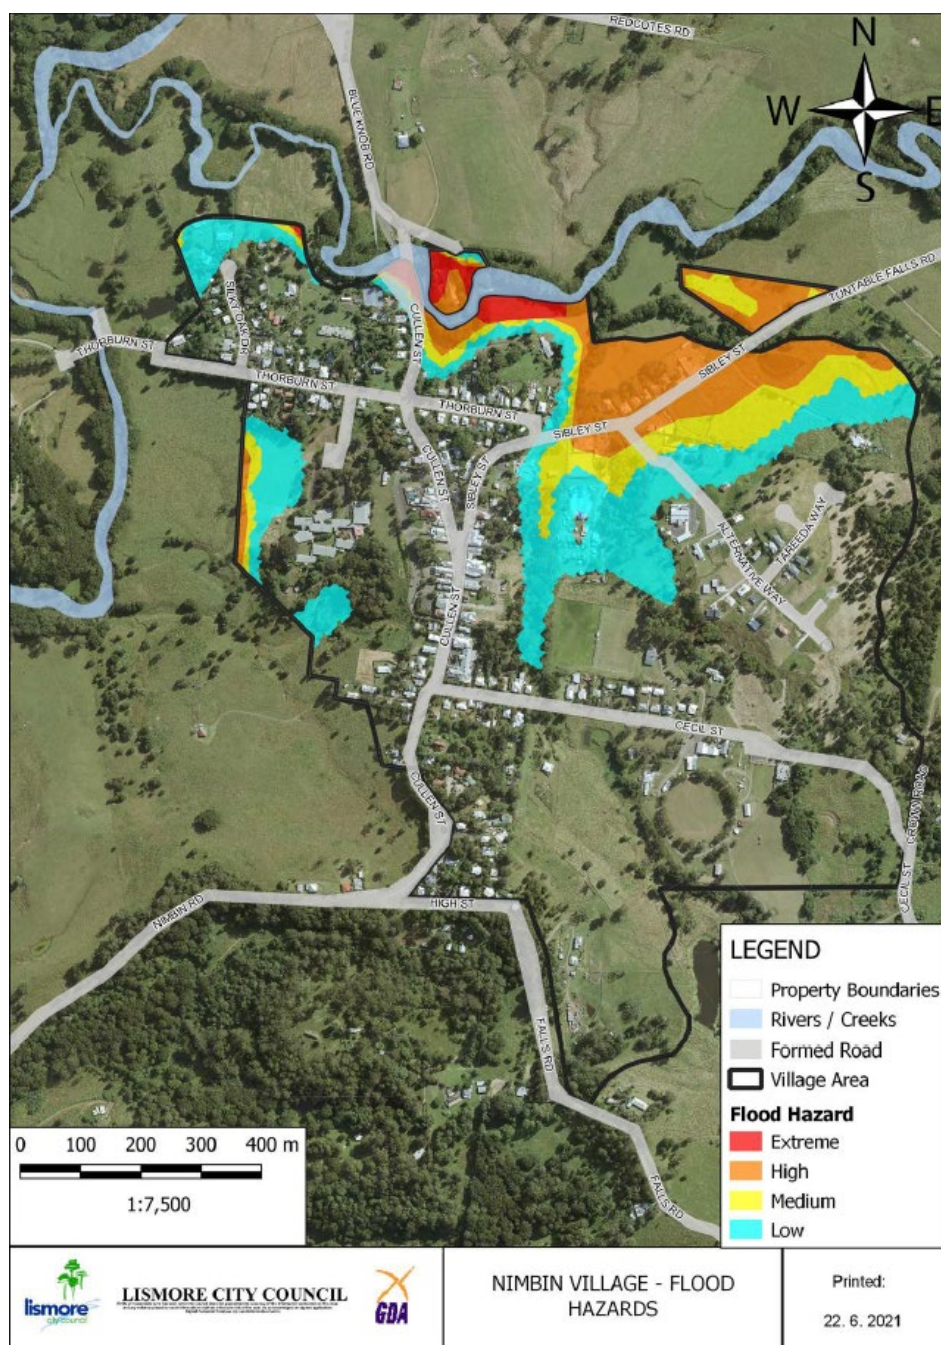 REDCOTES RD
N
W
E
S
BLUE KNOB RD
TUNTABLE FALLS RD
SILKY OAK DR
CULLEN ST
THORBURN ST
THORBURN ST
SIBLEY ST
THORBURN ST
SIBLEY ST
CULLEN ST
SIBLEY ST
TAREEDA WAY
ALTERNATIVE WAY
CULLEN ST
CECIL ST
CULLEN ST
CROWN ROAD
CECIL ST
NIMBIN RD
HIGH ST
FALLS RD
FALLS RD
LEGEND
Property Boundaries
Rivers / Creeks
Formed Road
Village Area
Flood Hazard
Extreme
High
Medium
Low
0 100 200 300 400 m
1:7,500
lismore
city council
LISMORE CITY COUNCIL
GDA
NIMBIN VILLAGE - FLOOD
HAZARDS
Printed:
22. 6. 2021